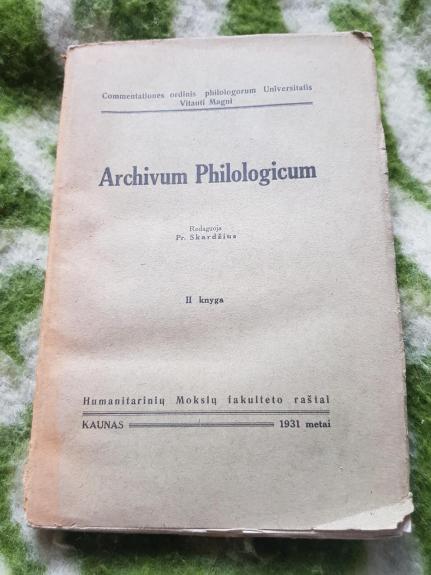 Commentationes ordinis philologorum Universitatis
Vitauti Magni
Archivum Philologicum
Redaguoja
Pr. Skardžius
II knyga
Humanitarinių Mokslų fakulteto raštai
KAUNAS 1931 metai